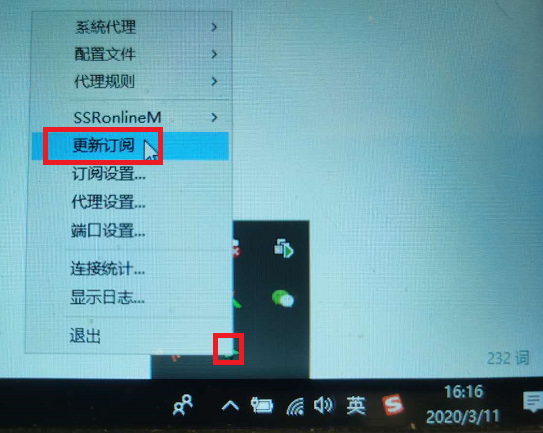 系統代理
配置文件
代理规则
SSRonlineM
更新订阅
订阅设置...
代理设置...
端口设置...
连接统计...
显示日志...
退出
232 词
英
16:16
2020/3/11